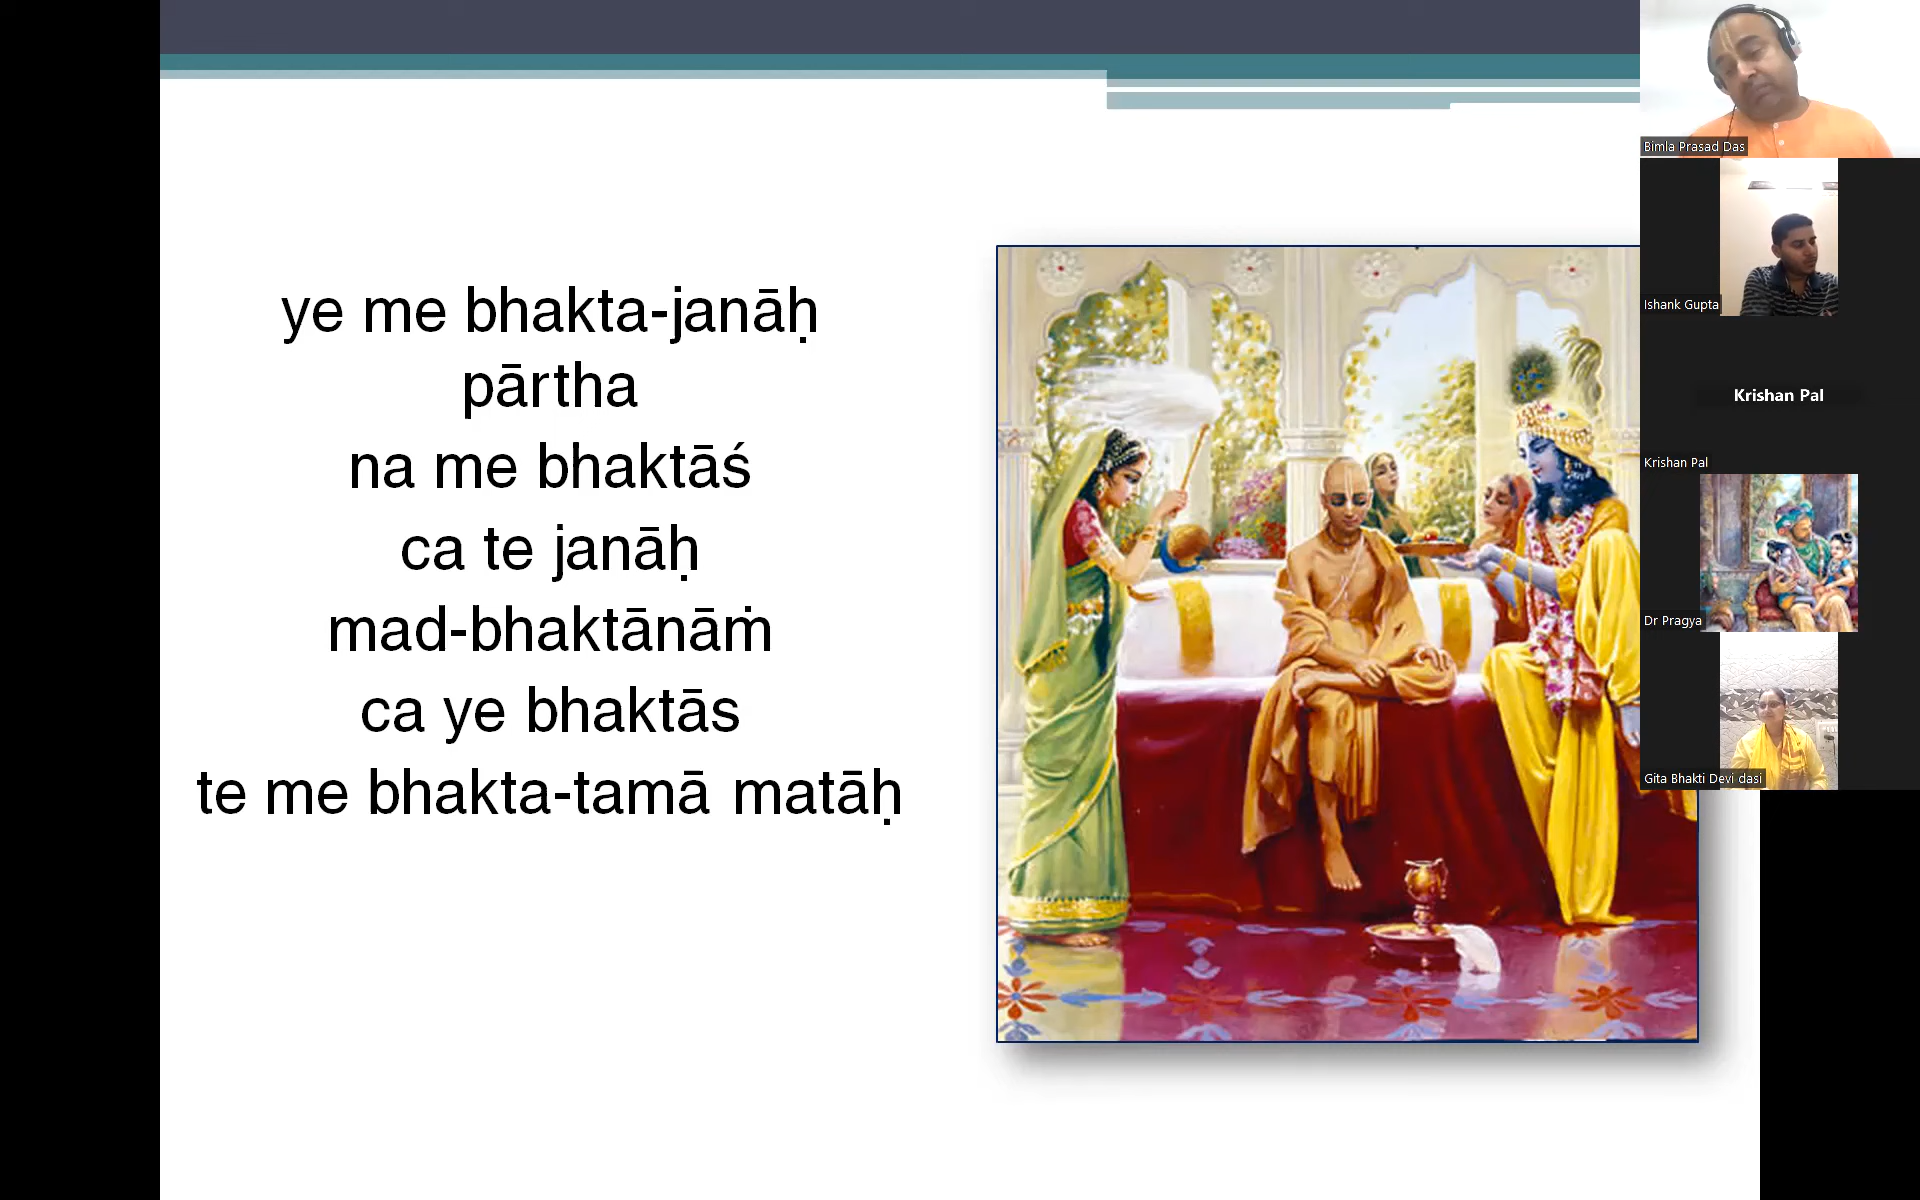 ye me bhakta-janāḥ
pārtha
na me bhaktāś
ca te janāḥ
mad-bhaktānāṁ
ca ye bhaktās
te me bhakta-tamā matāḥ
Bimla Prasad Das
Ishank Gupta
Krishan Pal
Krishan Pal
Dr Pragya
Gita Bhakti Devi dasi